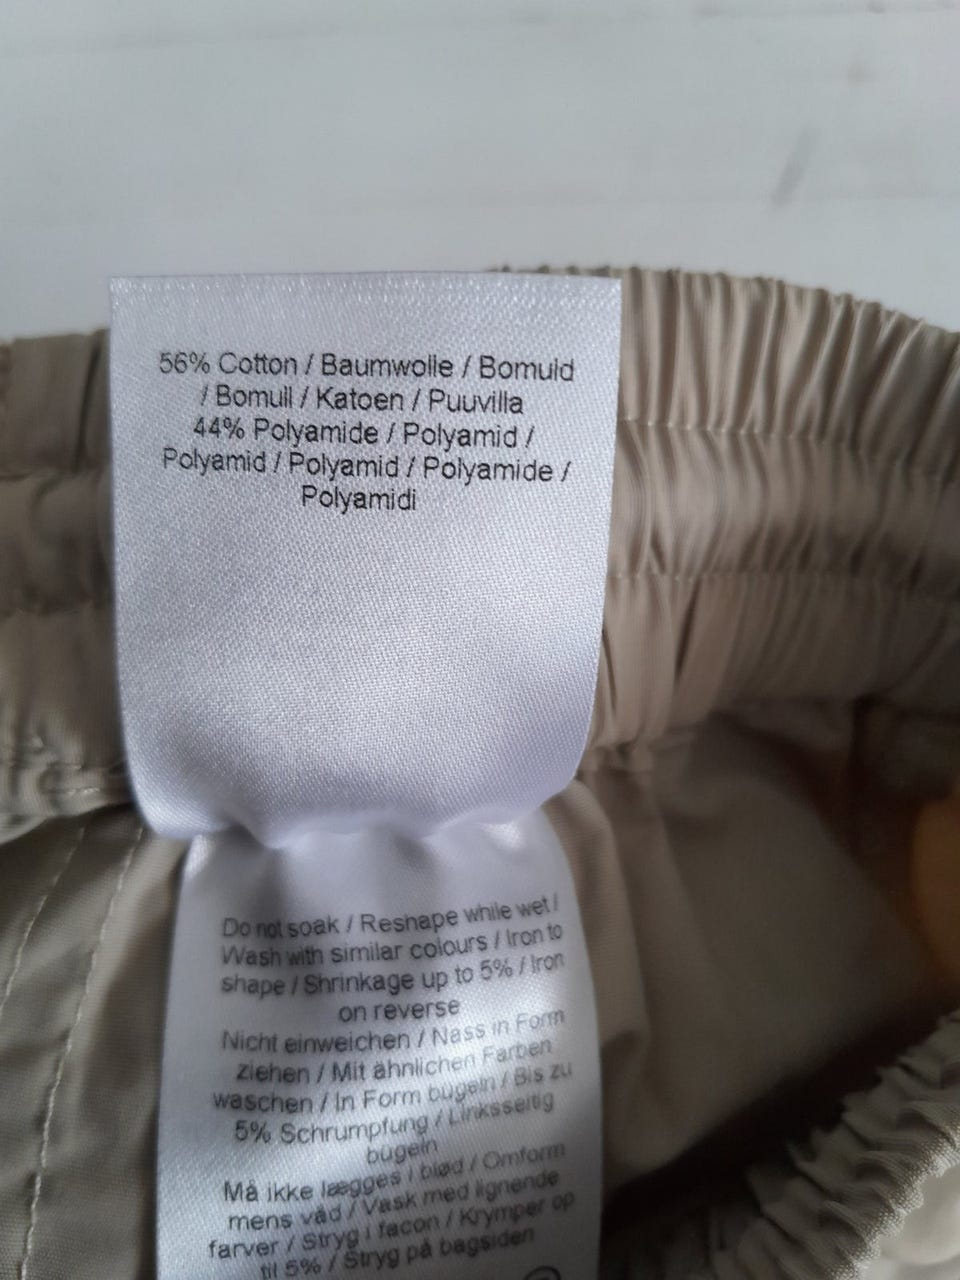 56% Cotton / Baumwolle / Bomuld
/ Bomull / Katoen / Puuvilla
44% Polyamide / Polyamid /
Polyamid / Polyamid / Polyamide /
Polyamidi
Do not soak / Reshape while wet /
Wash with similar colours / Iron to
shape / Shrinkage up to 5% / Iron
on reverse
Nicht einweichen / Nass in Form
ziehen / Mit ähnlichen Farben
waschen / In Form bügeln / Bis zu
5% Schrumpfung / Linksseitig
bügeln
Må ikke lægges i blød / Omform
mens våd / Vask med lignende
farver / Stryg i facon / Krymper op
til 5% / Stryg på bagsiden